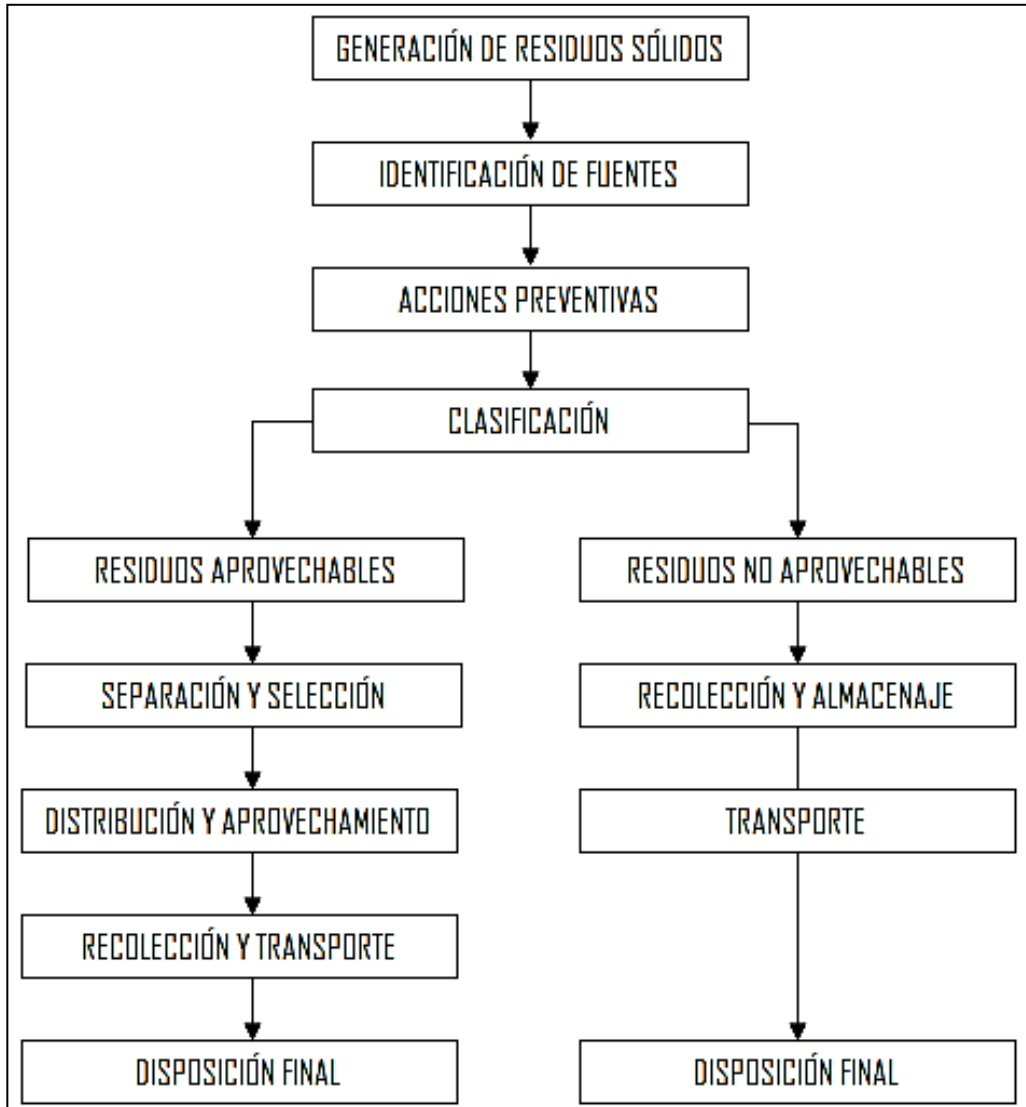 GENERACIÓN DE RESIDUOS SÓLIDOS
IDENTIFICACIÓN DE FUENTES
ACCIONES PREVENTIVAS
CLASIFICACIÓN
RESIDUOS APROVECHABLES
RESIDUOS NO APROVECHABLES
SEPARACIÓN Y SELECCIÓN
RECOLECCIÓN Y ALMACENAJE
DISTRIBUCIÓN Y APROVECHAMIENTO
TRANSPORTE
RECOLECCIÓN Y TRANSPORTE
DISPOSICIÓN FINAL
DISPOSICIÓN FINAL